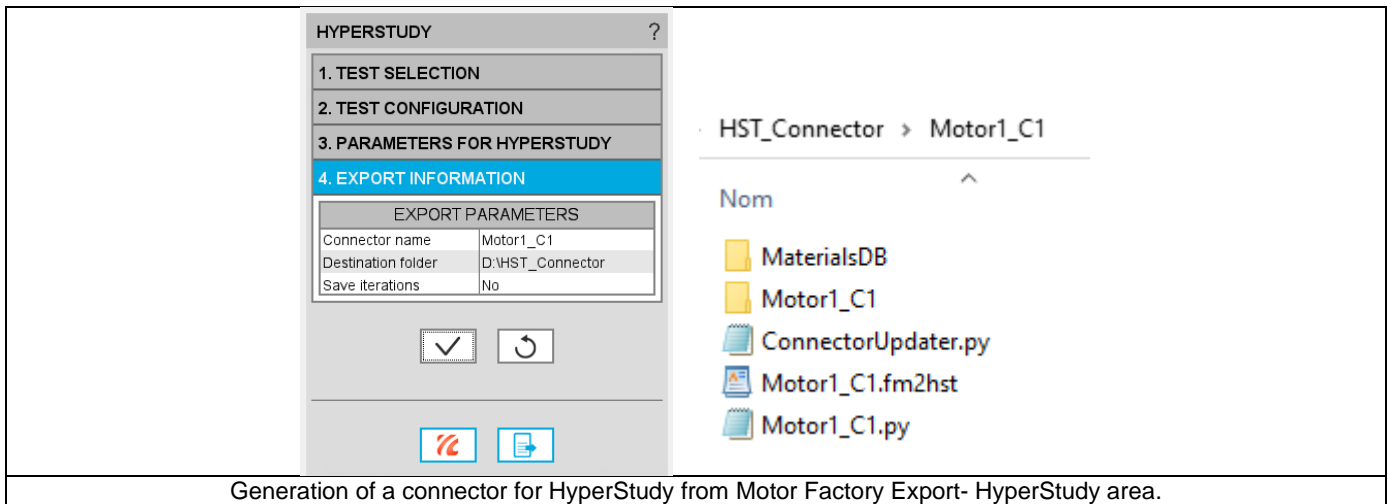 HYPERSTUDY ?
1. TEST SELECTION
2. TEST CONFIGURATION
3. PARAMETERS FOR HYPERSTUDY
4. EXPORT INFORMATION
EXPORT PARAMETERS
Connector name Motor1_C1
Destination folder D:\HST_Connector
Save iterations No
HST_Connector > Motor1_C1
Nom
MaterialsDB
Motor1_C1
ConnectorUpdater.py
Motor1_C1.fm2hst
Motor1_C1.py
Generation of a connector for HyperStudy from Motor Factory Export- HyperStudy area.